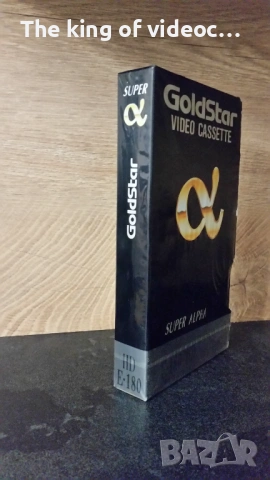 The king of videoc...
SUPER
α
GoldStar
HD
E-180
GoldStar
VIDEO CASSETTE
α
SUPER ALPHA
BAZAR